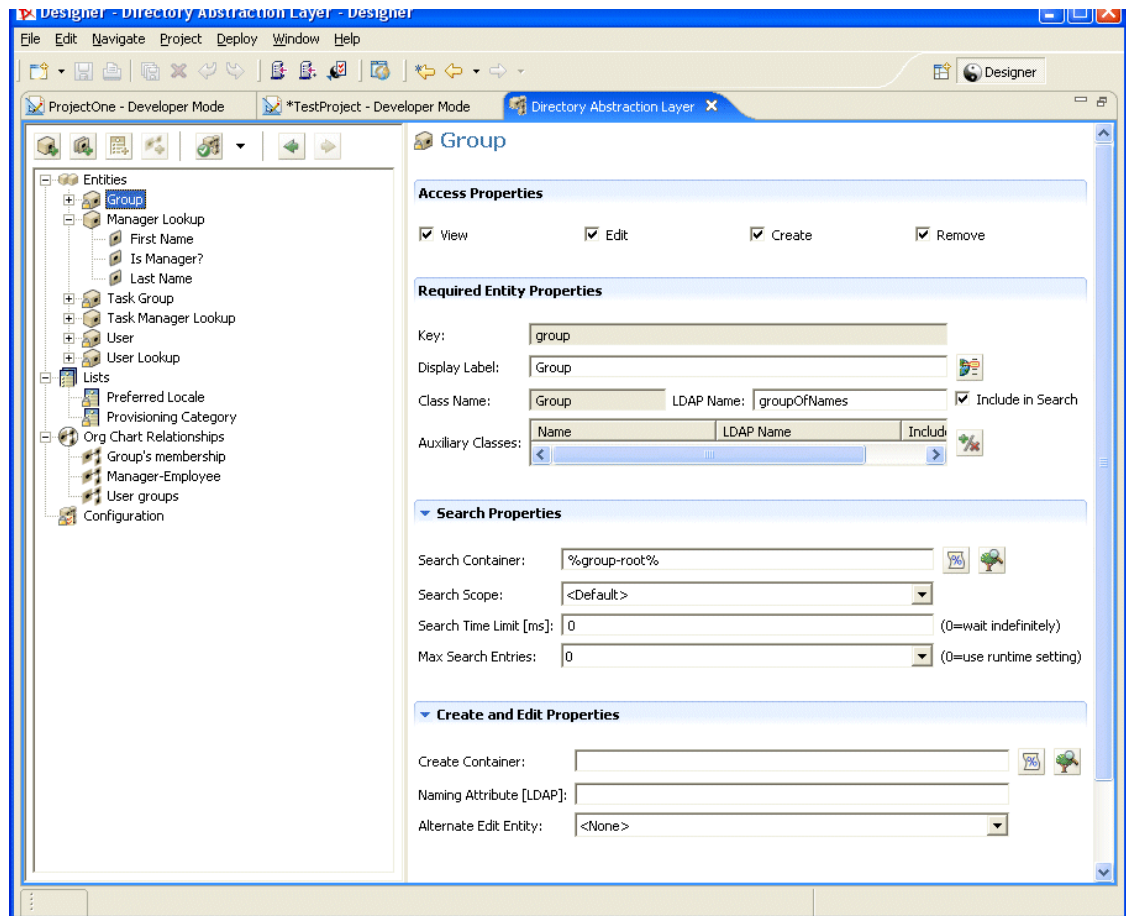 Designer - Directory Abstraction Layer - Designer
File Edit Navigate Project Deploy Window Help
Designer
ProjectOne - Developer Mode *TestProject - Developer Mode Directory Abstraction Layer
Entities
Group
Manager Lookup
First Name
Is Manager?
Last Name
Task Group
Task Manager Lookup
User
User Lookup
Lists
Preferred Locale
Provisioning Category
Org Chart Relationships
Group's membership
Manager-Employee
User groups
Configuration
Group
Access Properties
View Edit Create Remove
Required Entity Properties
Key: group
Display Label: Group
Class Name: Group LDAP Name: groupOfNames Include in Search
Auxiliary Classes: Name LDAP Name Includ
Search Properties
Search Container: %group-root%
Search Scope: <Default>
Search Time Limit [ms]: 0 (0=wait indefinitely)
Max Search Entries: 0 (0=use runtime setting)
Create and Edit Properties
Create Container:
Naming Attribute [LDAP]:
Alternate Edit Entity: <None>